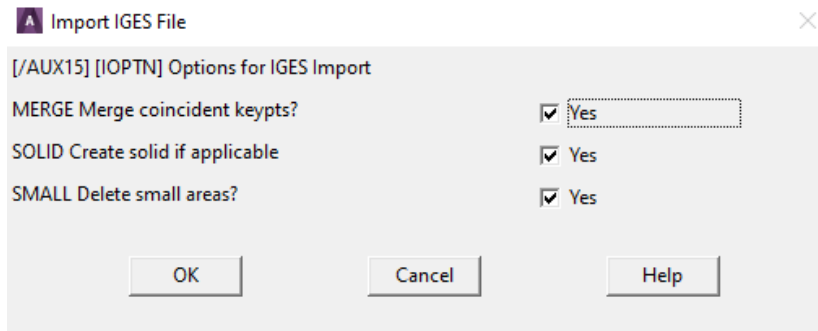 A Import IGES File
[/AUX15] [IOPTN] Options for IGES Import
MERGE Merge coincident keypts? Yes
SOLID Create solid if applicable Yes
SMALL Delete small areas? Yes
OK Cancel Help